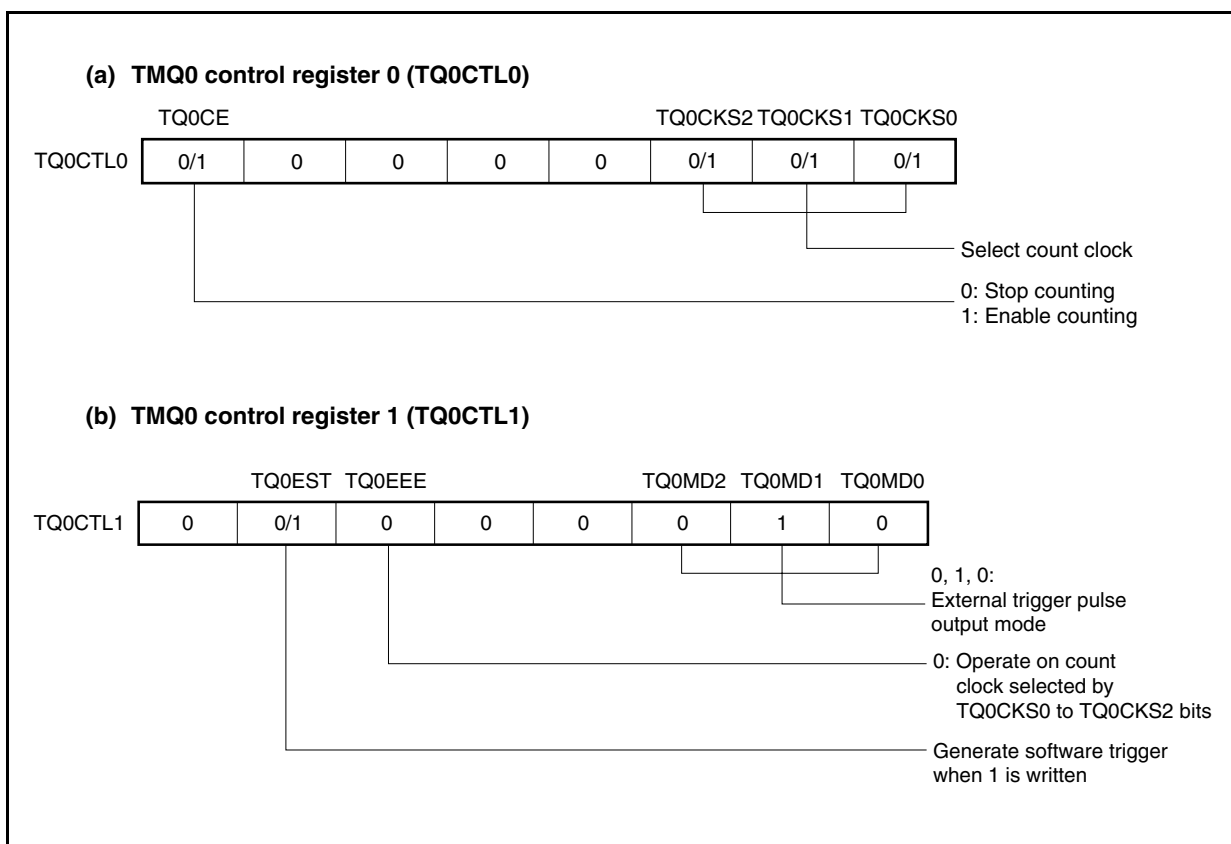 (a) TMQ0 control register 0 (TQ0CTL0)
TQ0CE TQ0CKS2 TQ0CKS1 TQ0CKS0
TQ0CTL0 0/1 0 0 0 0 0/1 0/1 0/1
Select count clock
0: Stop counting
1: Enable counting
(b) TMQ0 control register 1 (TQ0CTL1)
TQ0EST TQ0EEE TQ0MD2 TQ0MD1 TQ0MD0
TQ0CTL1 0 0/1 0 0 0 0 1 0
0, 1, 0:
External trigger pulse
output mode
0: Operate on count
clock selected by
TQ0CKS0 to TQ0CKS2 bits
Generate software trigger
when 1 is written